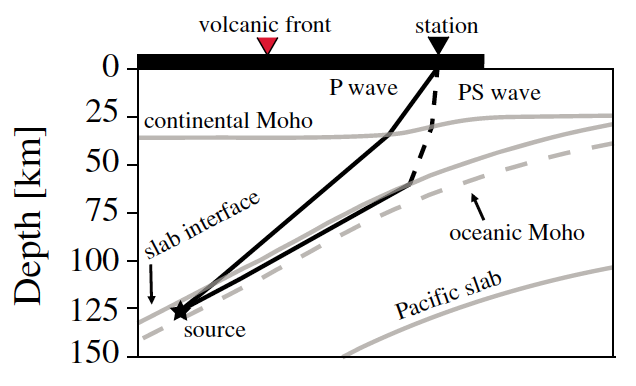 volcanic front
station
0
P wave
PS wave
25
continental Moho
50
75
slab interface
oceanic Moho
100
Pacific slab
125
source
150
Depth [km]